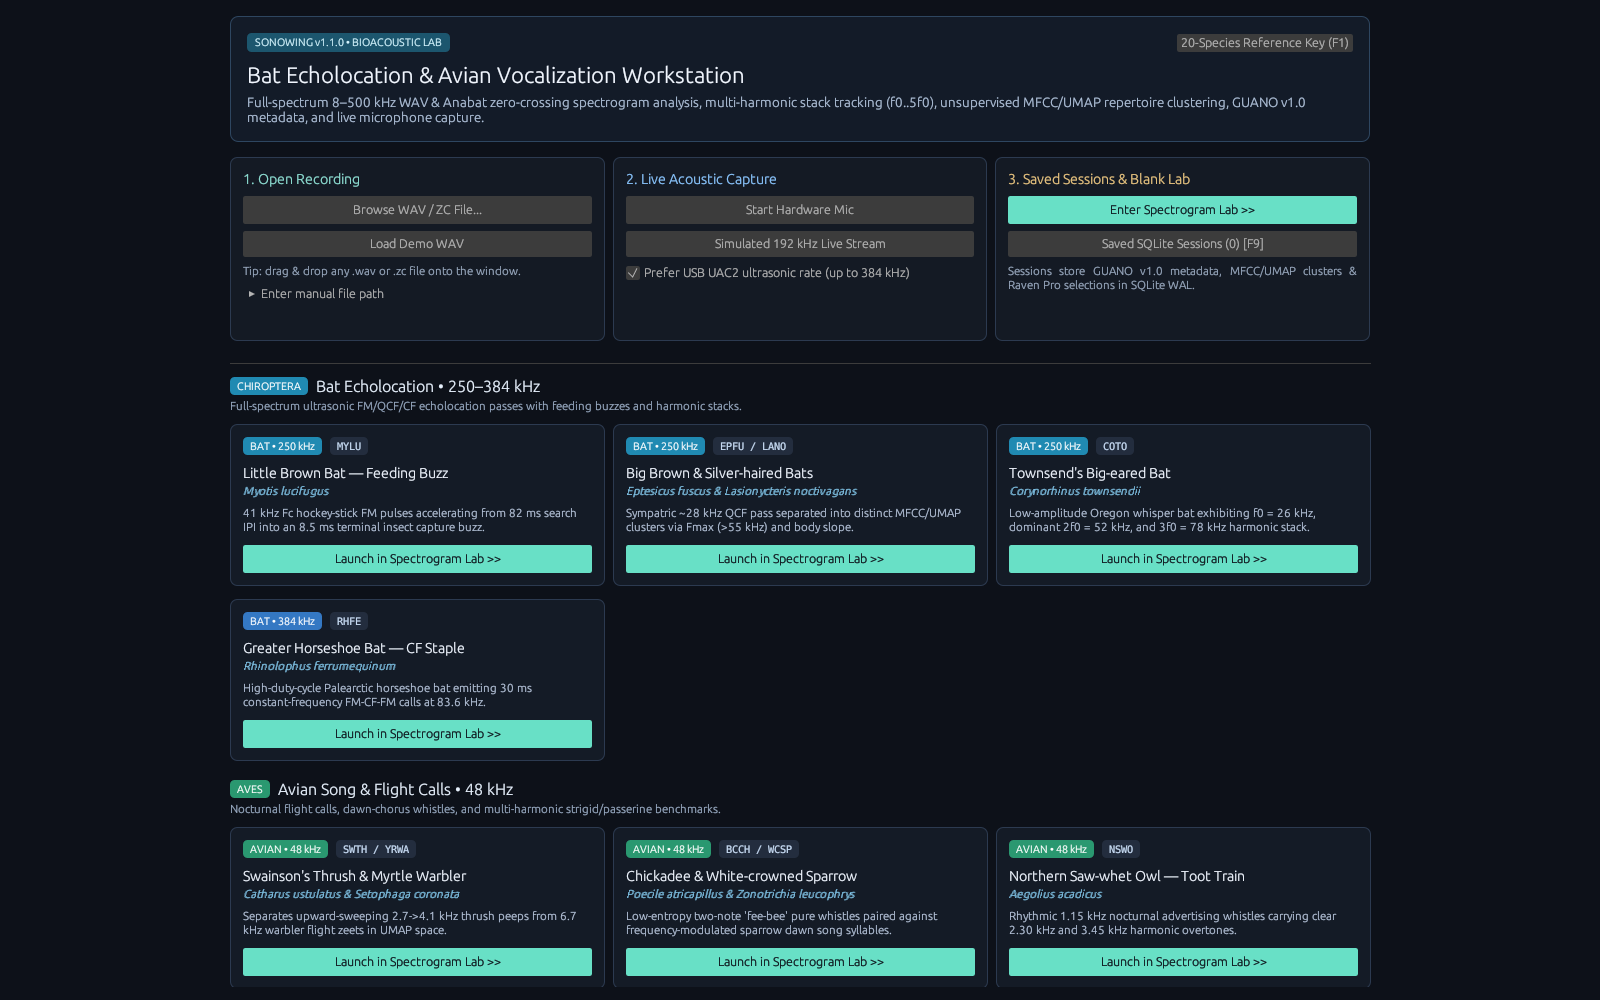 SONOWING v1.1.0 • BIOACOUSTIC LAB
20-Species Reference Key (F1)
Bat Echolocation & Avian Vocalization Workstation
Full-spectrum 8–500 kHz WAV & Anabat zero-crossing spectrogram analysis, multi-harmonic stack tracking (f0..5f0), unsupervised MFCC/UMAP repertoire clustering, GUANO v1.0
metadata, and live microphone capture.
1. Open Recording
Browse WAV / ZC File...
Load Demo WAV
Tip: drag & drop any .wav or .zc file onto the window.
Enter manual file path
2. Live Acoustic Capture
Start Hardware Mic
Simulated 192 kHz Live Stream
Prefer USB UAC2 ultrasonic rate (up to 384 kHz)
3. Saved Sessions & Blank Lab
Enter Spectrogram Lab >>
Saved SQLite Sessions (0) [F9]
Sessions store GUANO v1.0 metadata, MFCC/UMAP clusters &
Raven Pro selections in SQLite WAL.
CHIROPTERA
Bat Echolocation • 250–384 kHz
Full-spectrum ultrasonic FM/QCF/CF echolocation passes with feeding buzzes and harmonic stacks.
BAT • 250 kHz
MYLU
Little Brown Bat — Feeding Buzz
Myotis lucifugus
41 kHz Fc hockey-stick FM pulses accelerating from 82 ms search
IPI into an 8.5 ms terminal insect capture buzz.
Launch in Spectrogram Lab >>
BAT • 250 kHz
EPFU / LANO
Big Brown & Silver-haired Bats
Eptesicus fuscus & Lasionycteris noctivagans
Sympatric ~28 kHz QCF pass separated into distinct MFCC/UMAP
clusters via Fmax (>55 kHz) and body slope.
Launch in Spectrogram Lab >>
BAT • 250 kHz
COTO
Townsend's Big-eared Bat
Corynorhinus townsendii
Low-amplitude Oregon whisper bat exhibiting f0 = 26 kHz,
dominant 2f0 = 52 kHz, and 3f0 = 78 kHz harmonic stack.
Launch in Spectrogram Lab >>
BAT • 384 kHz
RHFE
Greater Horseshoe Bat — CF Staple
Rhinolophus ferrumequinum
High-duty-cycle Palearctic horseshoe bat emitting 30 ms
constant-frequency FM-CF-FM calls at 83.6 kHz.
Launch in Spectrogram Lab >>
AVES
Avian Song & Flight Calls • 48 kHz
Nocturnal flight calls, dawn-chorus whistles, and multi-harmonic strigid/passerine benchmarks.
AVIAN • 48 kHz
SWTH / YRWA
Swainson's Thrush & Myrtle Warbler
Catharus ustulatus & Setophaga coronata
Separates upward-sweeping 2.7->4.1 kHz thrush peeps from 6.7
kHz warbler flight zeets in UMAP space.
Launch in Spectrogram Lab >>
AVIAN • 48 kHz
BCCH / WCSP
Chickadee & White-crowned Sparrow
Poecile atricapillus & Zonotrichia leucophrys
Low-entropy two-note 'fee-bee' pure whistles paired against
frequency-modulated sparrow dawn song syllables.
Launch in Spectrogram Lab >>
AVIAN • 48 kHz
NSWO
Northern Saw-whet Owl — Toot Train
Aegolius acadicus
Rhythmic 1.15 kHz nocturnal advertising whistles carrying clear
2.30 kHz and 3.45 kHz harmonic overtones.
Launch in Spectrogram Lab >>